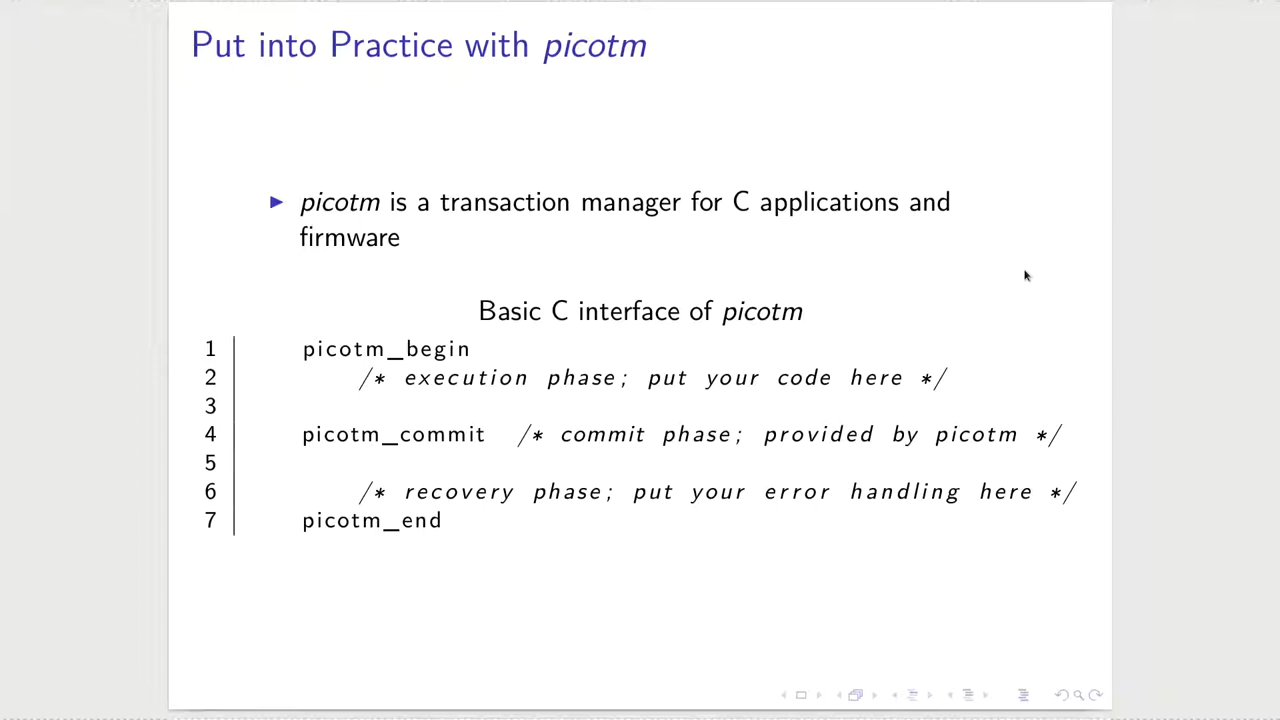 Put into Practice with picotm
picotm is a transaction manager for C applications and
firmware
Basic C interface of picotm
1 picotm_begin
2 /* execution phase; put your code here */
3
4 picotm_commit /* commit phase; provided by picotm */
5
6 /* recovery phase; put your error handling here */
7 picotm_end